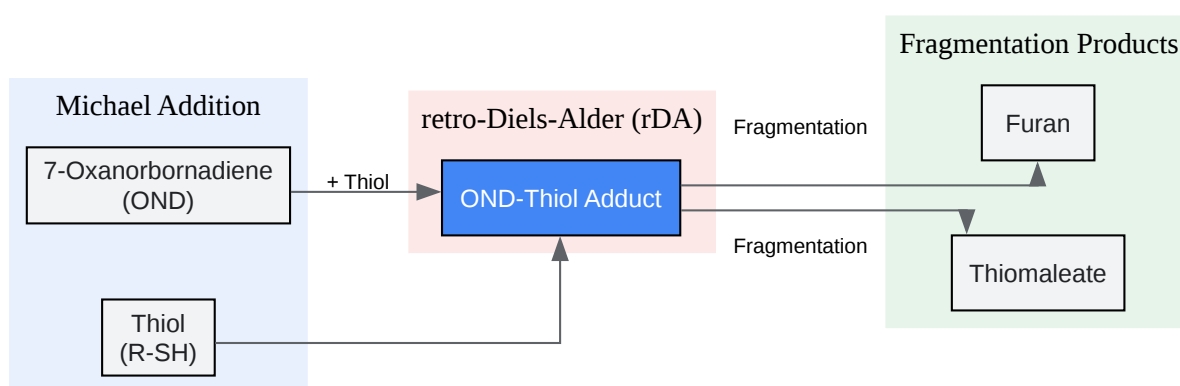 Michael Addition
7-Oxanorbornadiene
(OND)
Thiol
(R-SH)
+ Thiol
retro-Diels-Alder (rDA)
OND-Thiol Adduct
Fragmentation
Fragmentation
Fragmentation Products
Furan
Thiomaleate